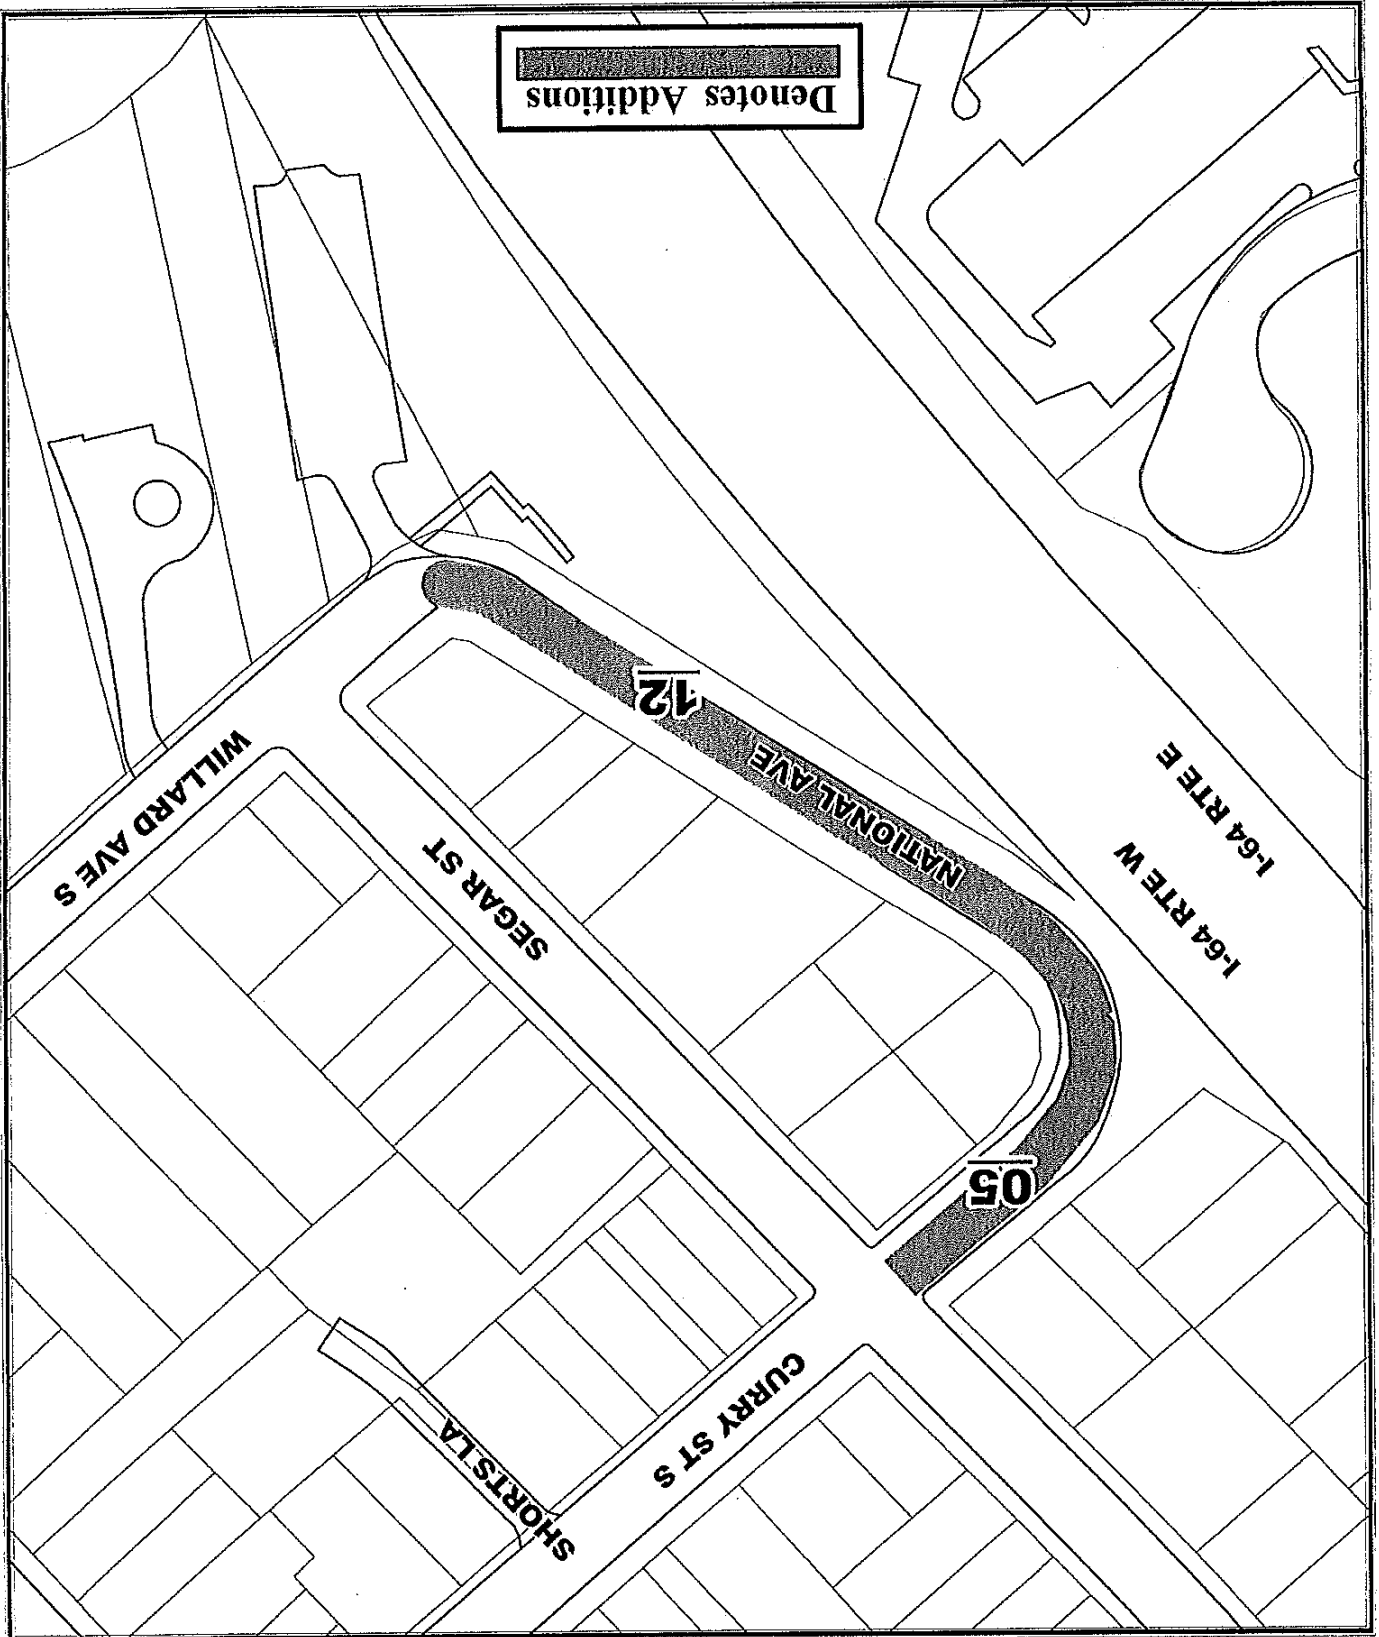 SHORTS LA
CURRY ST S
05
SEGAR ST
WILLARD AVE S
NATIONAL AVE
I-64 RTE W
I-64 RTE E
12
Denotes Additions